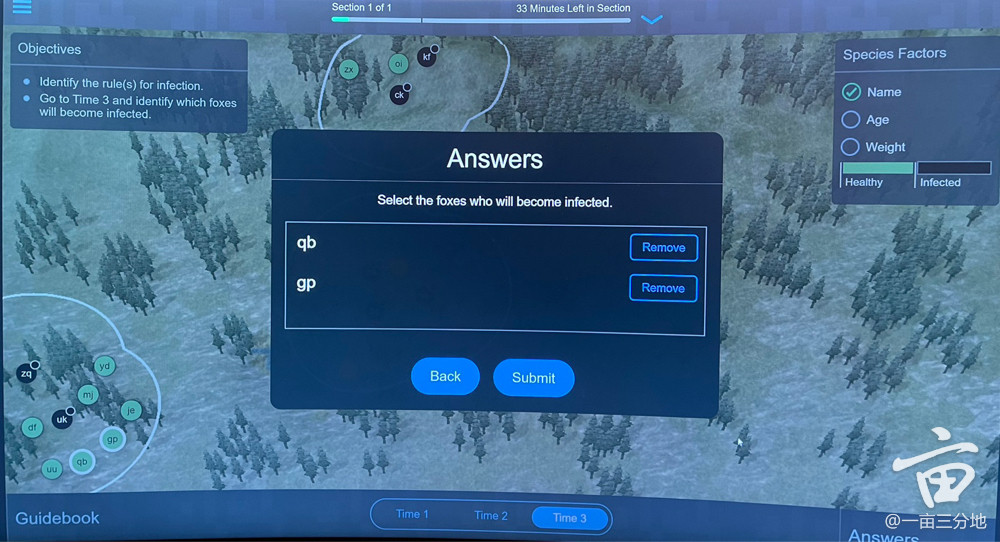 Section 1 of 1
33 Minutes Left in Section
Objectives
Identify the rule(s) for infection.
Go to Time 3 and identify which foxes
will become infected.
zx
oi
kf
ck
Species Factors
Name
Age
Weight
Healthy
Infected
Answers
Select the foxes who will become infected.
qb
Remove
gp
Remove
Back
Submit
zq
yd
mj
uk
je
df
gp
qb
uu
Guidebook
Time 1
Time 2
Time 3
Answers
亩
@一亩三分地